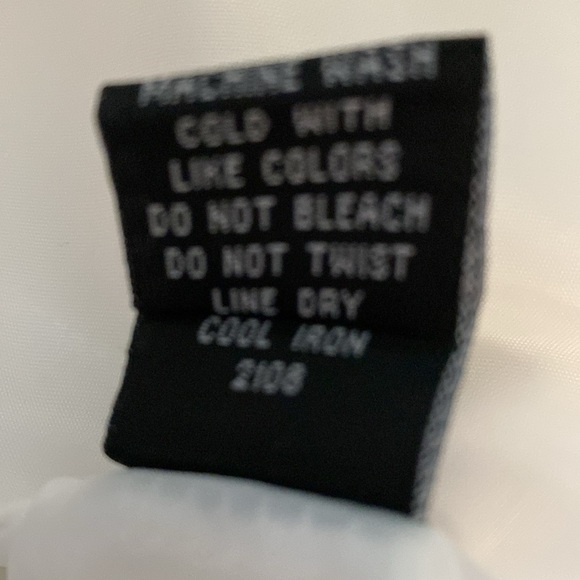 MACHINE WASH
COLD WITH
LIKE COLORS
DO NOT BLEACH
DO NOT TWIST
LINE DRY
COOL IRON
2108